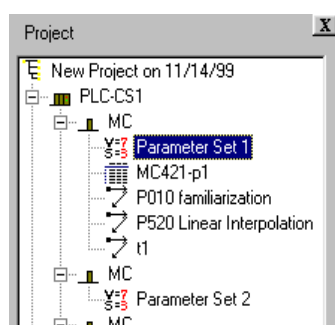 Project
X
New Project on 11/14/99
PLC-CS1
MC
Parameter Set 1
MC421-p1
P010 familiarization
P520 Linear Interpolation
t1
MC
Parameter Set 2
MC